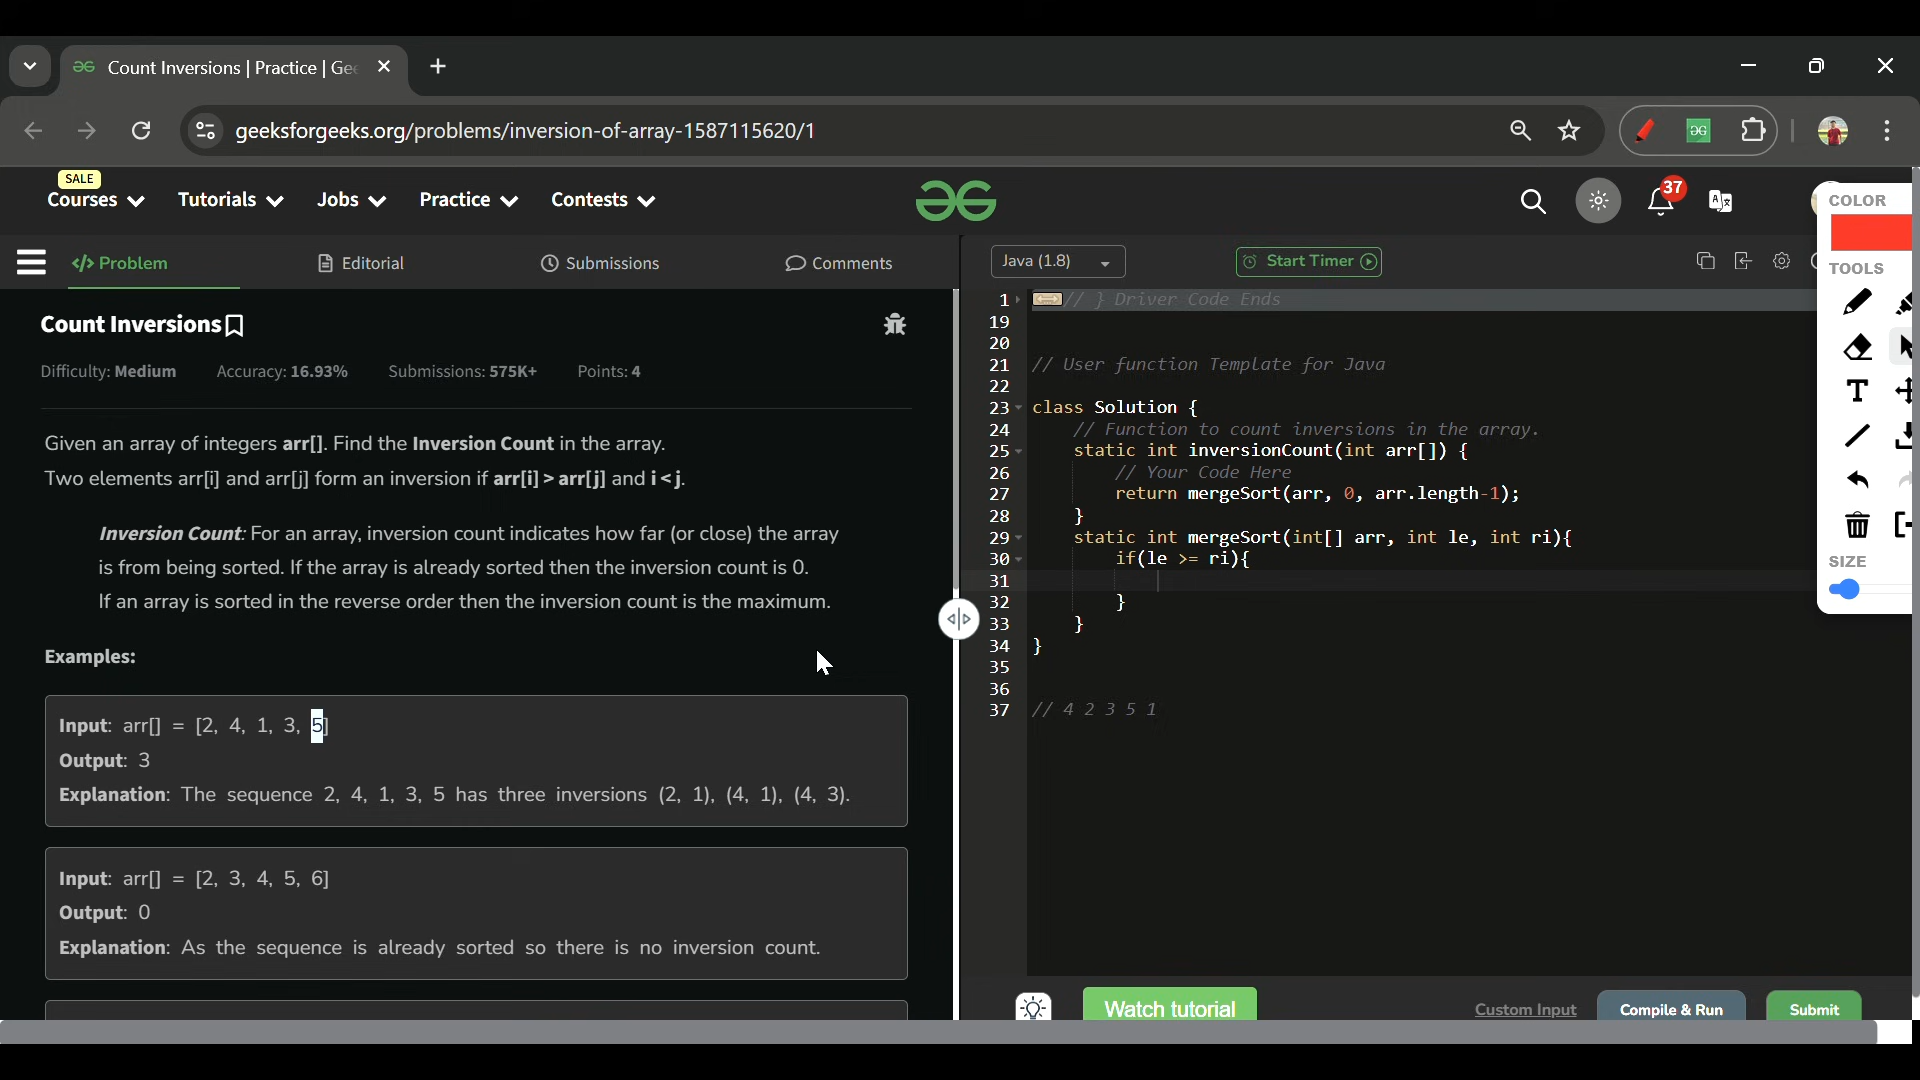 Count Inversions | Practice | Ge
geeksforgeeks.org/problems/inversion-of-array-1587115620/1
SALE
Courses Tutorials Jobs Practice Contests
37
COLOR
TOOLS
SIZE
</> Problem Editorial Submissions Comments
Count Inversions
Difficulty: Medium Accuracy: 16.93% Submissions: 575K+ Points: 4
Given an array of integers arr[]. Find the Inversion Count in the array.
Two elements arr[i] and arr[j] form an inversion if arr[i] > arr[j] and i < j.
Inversion Count: For an array, inversion count indicates how far (or close) the array
is from being sorted. If the array is already sorted then the inversion count is 0.
If an array is sorted in the reverse order then the inversion count is the maximum.
Examples:
Input: arr[] = [2, 4, 1, 3, 5]
Output: 3
Explanation: The sequence 2, 4, 1, 3, 5 has three inversions (2, 1), (4, 1), (4, 3).
Input: arr[] = [2, 3, 4, 5, 6]
Output: 0
Explanation: As the sequence is already sorted so there is no inversion count.
Java (1.8) Start Timer
1 // } Driver Code Ends
19
20
21 // User function Template for Java
22
23 class Solution {
24 // Function to count inversions in the array.
25 static int inversionCount(int arr[]) {
26 // Your Code Here
27 return mergeSort(arr, 0, arr.length-1);
28 }
29 static int mergeSort(int[] arr, int le, int ri){
30 if(le >= ri){
31
32 }
33 }
34 }
35
36
37 // 4 2 3 5 1
Watch tutorial Custom Input Compile & Run Submit